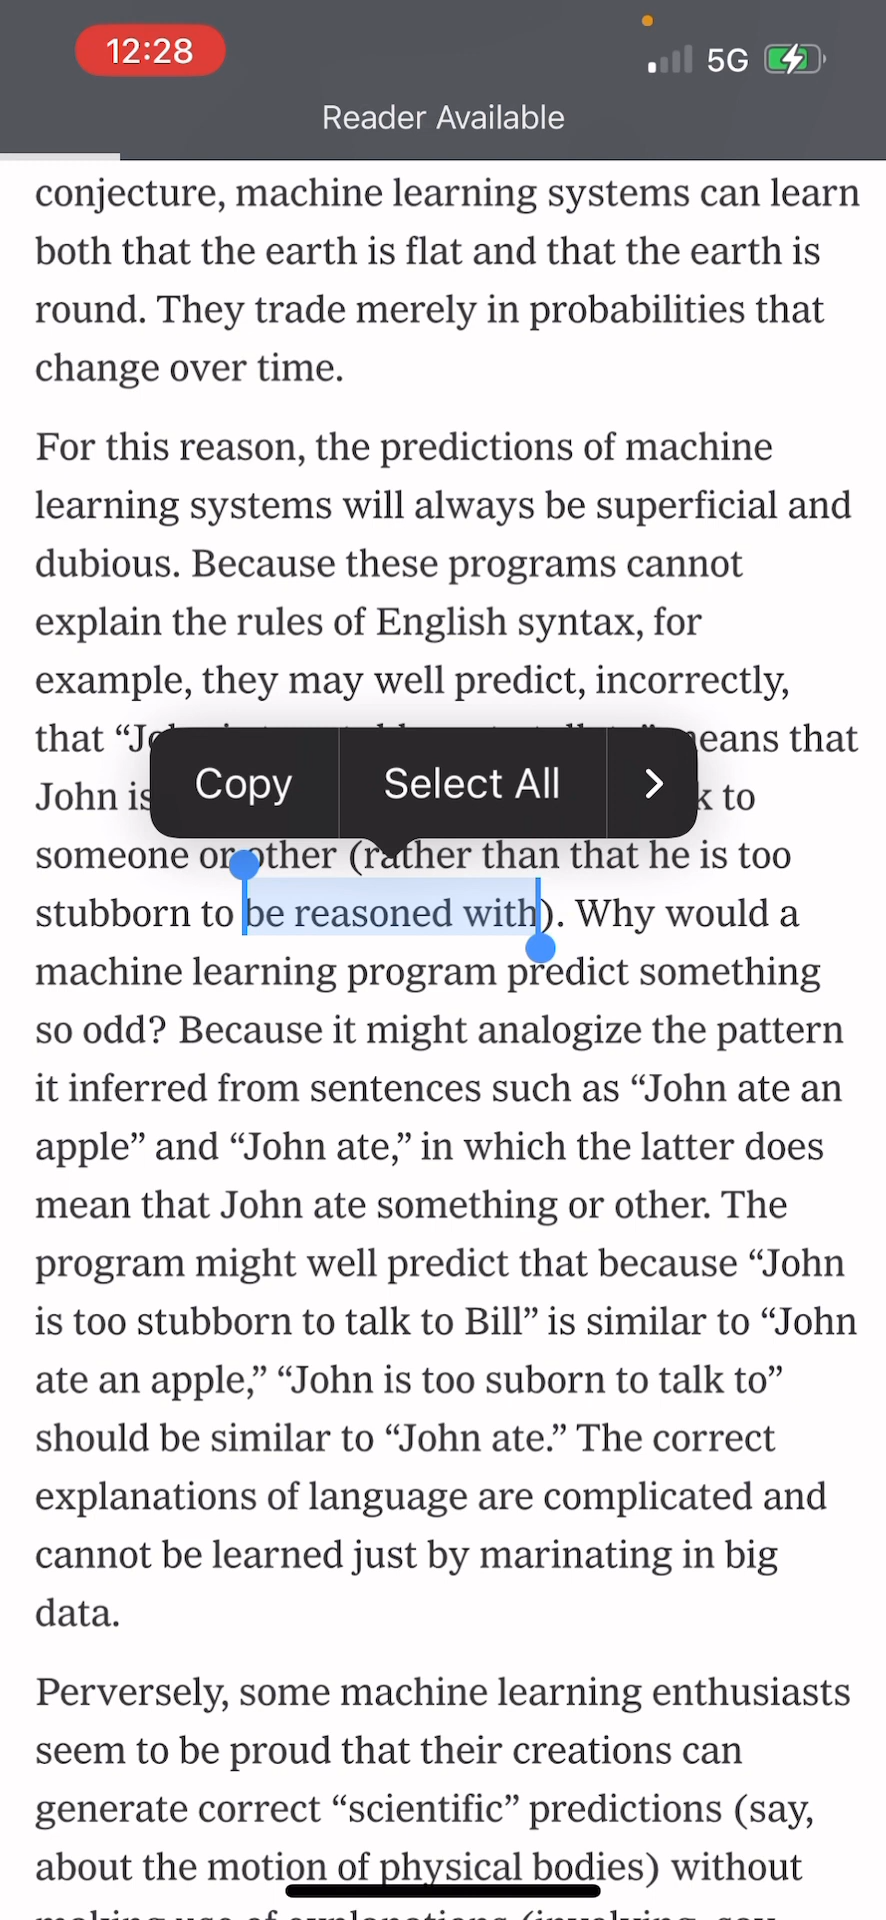 12:28
5G
Reader Available
conjecture, machine learning systems can learn
both that the earth is flat and that the earth is
round. They trade merely in probabilities that
change over time.
For this reason, the predictions of machine
learning systems will always be superficial and
dubious. Because these programs cannot
explain the rules of English syntax, for
example, they may well predict, incorrectly,
that “J eans that
Copy Select All
John is k to
someone or other (rather than that he is too
stubborn to be reasoned with). Why would a
machine learning program predict something
so odd? Because it might analogize the pattern
it inferred from sentences such as “John ate an
apple” and “John ate,” in which the latter does
mean that John ate something or other. The
program might well predict that because “John
is too stubborn to talk to Bill” is similar to “John
ate an apple,” “John is too suborn to talk to”
should be similar to “John ate.” The correct
explanations of language are complicated and
cannot be learned just by marinating in big
data.
Perversely, some machine learning enthusiasts
seem to be proud that their creations can
generate correct “scientific” predictions (say,
about the motion of physical bodies) without